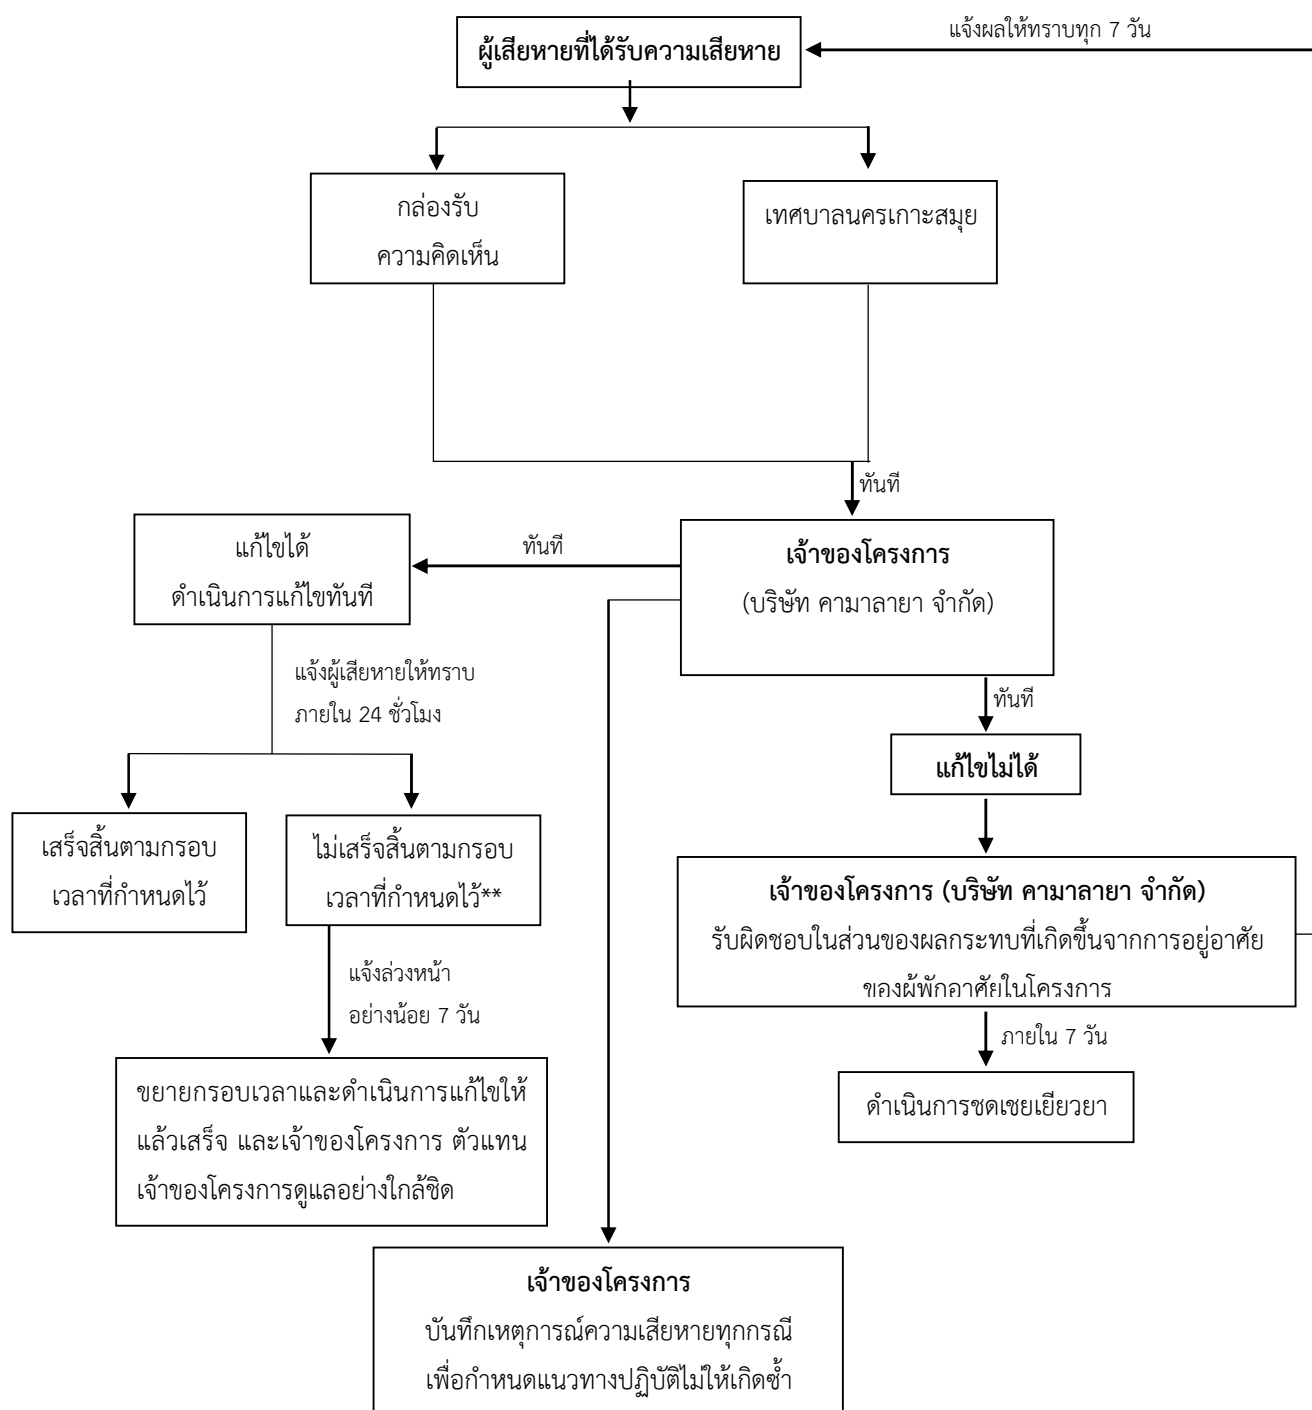 แจ้งผลให้ทราบทุก 7 วัน
ผู้เสียหายที่ได้รับความเสียหาย
กล่องรับ
ความคิดเห็น
เทศบาลนครเกาะสมุย
ทันที
แก้ไขได้
ดำเนินการแก้ไขทันที
ทันที
เจ้าของโครงการ
(บริษัท คามาลายา จำกัด)
แจ้งผู้เสียหายให้ทราบ
ภายใน 24 ชั่วโมง
ทันที
แก้ไขไม่ได้
เสร็จสิ้นตามกรอบ
เวลาที่กำหนดไว้
ไม่เสร็จสิ้นตามกรอบ
เวลาที่กำหนดไว้**
เจ้าของโครงการ (บริษัท คามาลายา จำกัด)
รับผิดชอบในส่วนของผลกระทบที่เกิดขึ้นจากการอยู่อาศัย
ของผู้พักอาศัยในโครงการ
แจ้งล่วงหน้า
อย่างน้อย 7 วัน
ภายใน 7 วัน
ขยายกรอบเวลาและดำเนินการแก้ไขให้
แล้วเสร็จ และเจ้าของโครงการ ตัวแทน
เจ้าของโครงการดูแลอย่างใกล้ชิด
ดำเนินการชดเชยเยียวยา
เจ้าของโครงการ
บันทึกเหตุการณ์ความเสียหายทุกกรณี
เพื่อกำหนดแนวทางปฏิบัติไม่ให้เกิดซ้ำ